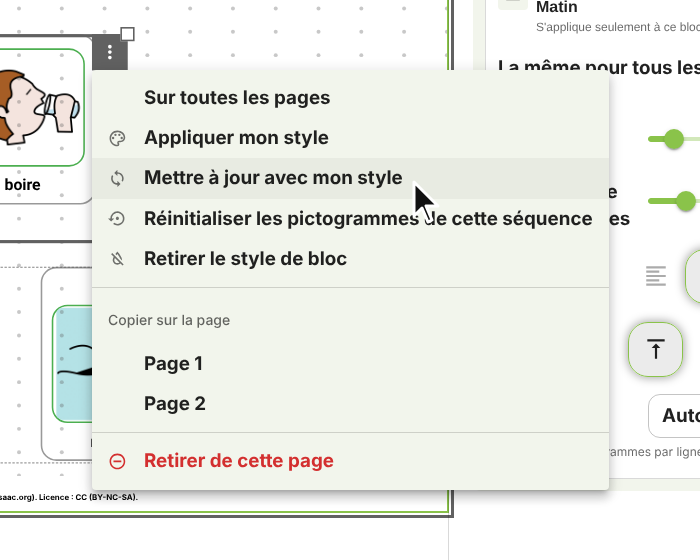 Matin
S'applique seulement à ce bloc
La même pour tous les
boire
Sur toutes les pages
Appliquer mon style
Mettre à jour avec mon style
Réinitialiser les pictogrammes de cette séquence
es
Retirer le style de bloc
Copier sur la page
Page 1
Page 2
Auto
rammes par ligne
Retirer de cette page
saac.org). Licence : CC (BY-NC-SA).